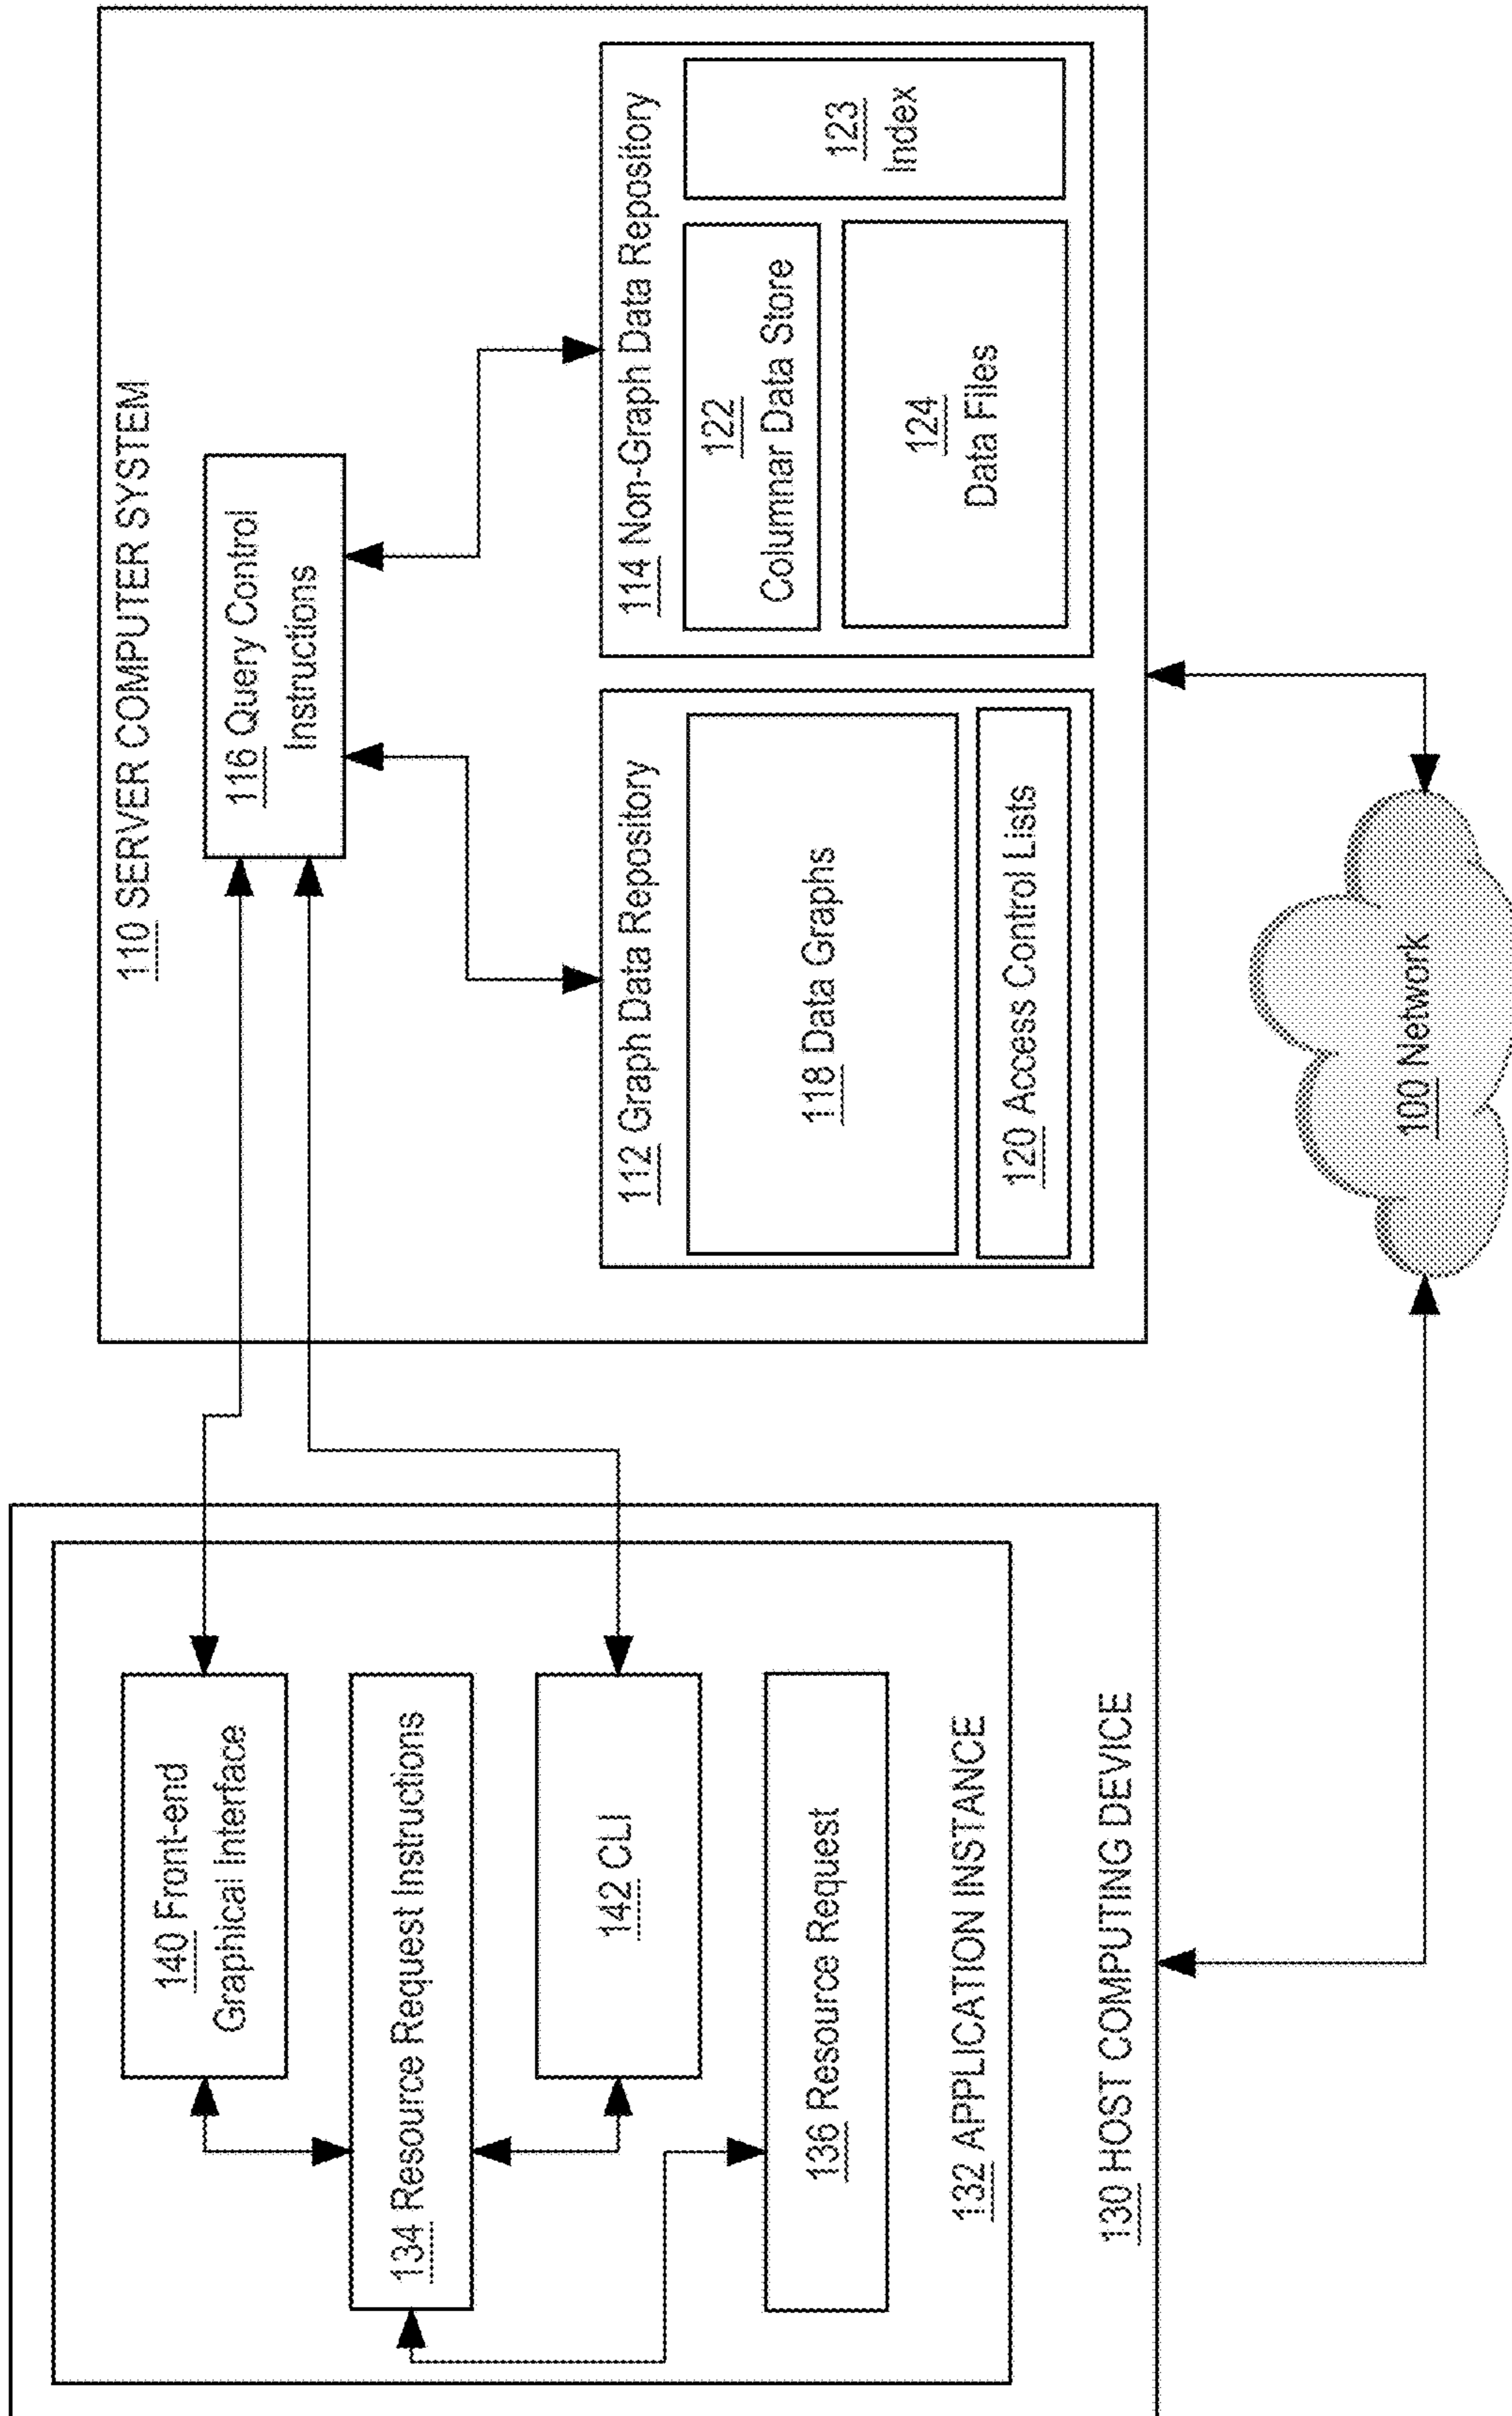 140 Front-end
Graphical Interface
134 Resource Request Instructions
142 CLI
136 Resource Request
132 APPLICATION INSTANCE
130 HOST COMPUTING DEVICE
110 SERVER COMPUTER SYSTEM
116 Query Control
Instructions
112 Graph Data Repository
118 Data Graphs
120 Access Control Lists
114 Non-Graph Data Repository
122
Columnar Data Store
124
Data Files
123
Index
100 Network